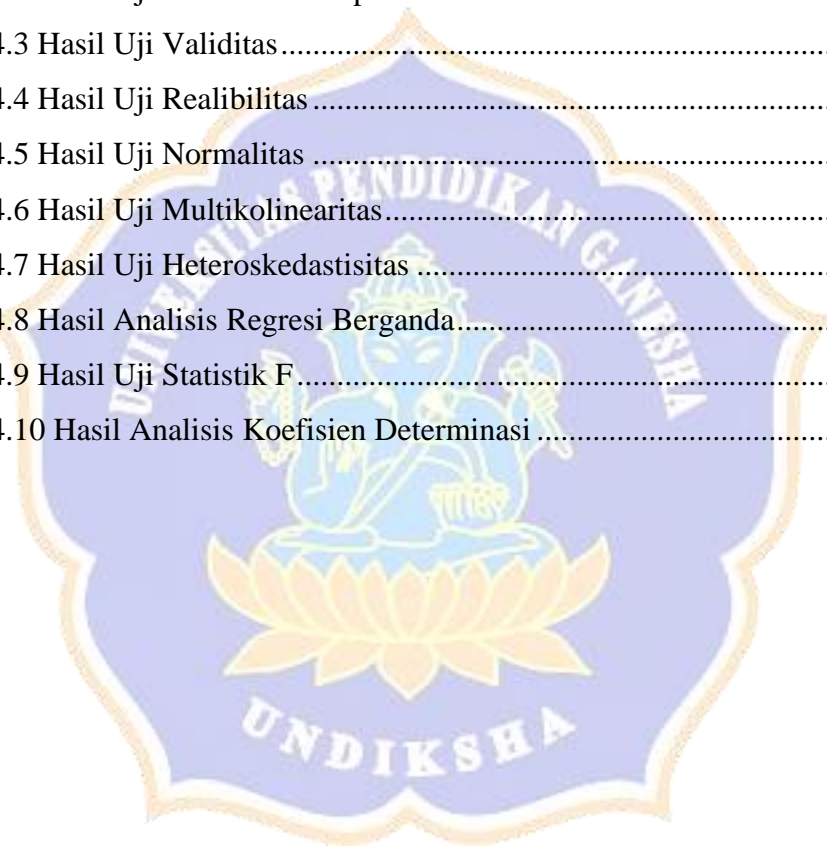 4.3 Hasil Uji Validitas
4.4 Hasil Uji Realibilitas
4.5 Hasil Uji Normalitas
4.6 Hasil Uji Multikolinearitas
4.7 Hasil Uji Heteroskedastisitas
4.8 Hasil Analisis Regresi Berganda
4.9 Hasil Uji Statistik F
4.10 Hasil Analisis Koefisien Determinasi
UNIVERSITAS PENDIDIKAN GANESHA
UNDIKSHA